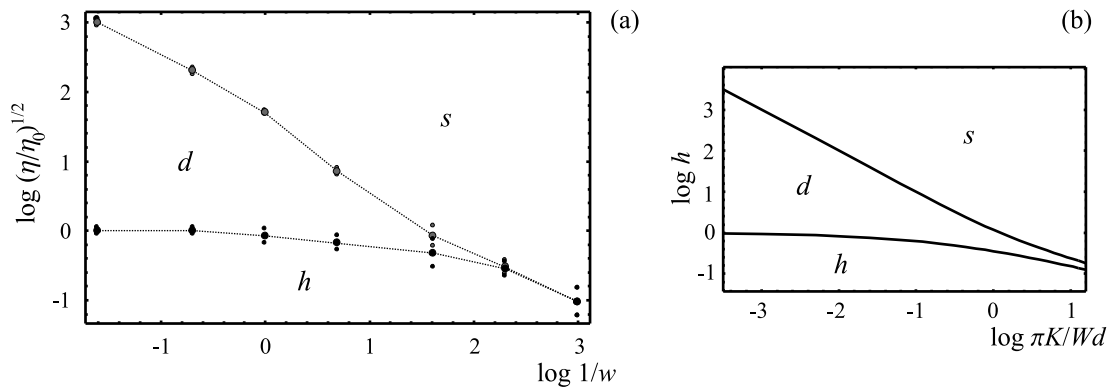 (a)
3
2
1
0
-1
log (η/η₀)^1/2
s
d
h
-1 0 1 2 3
log 1/w
(b)
3
2
1
0
-1
log h
s
d
h
-3 -2 -1 0 1
log πK/Wd